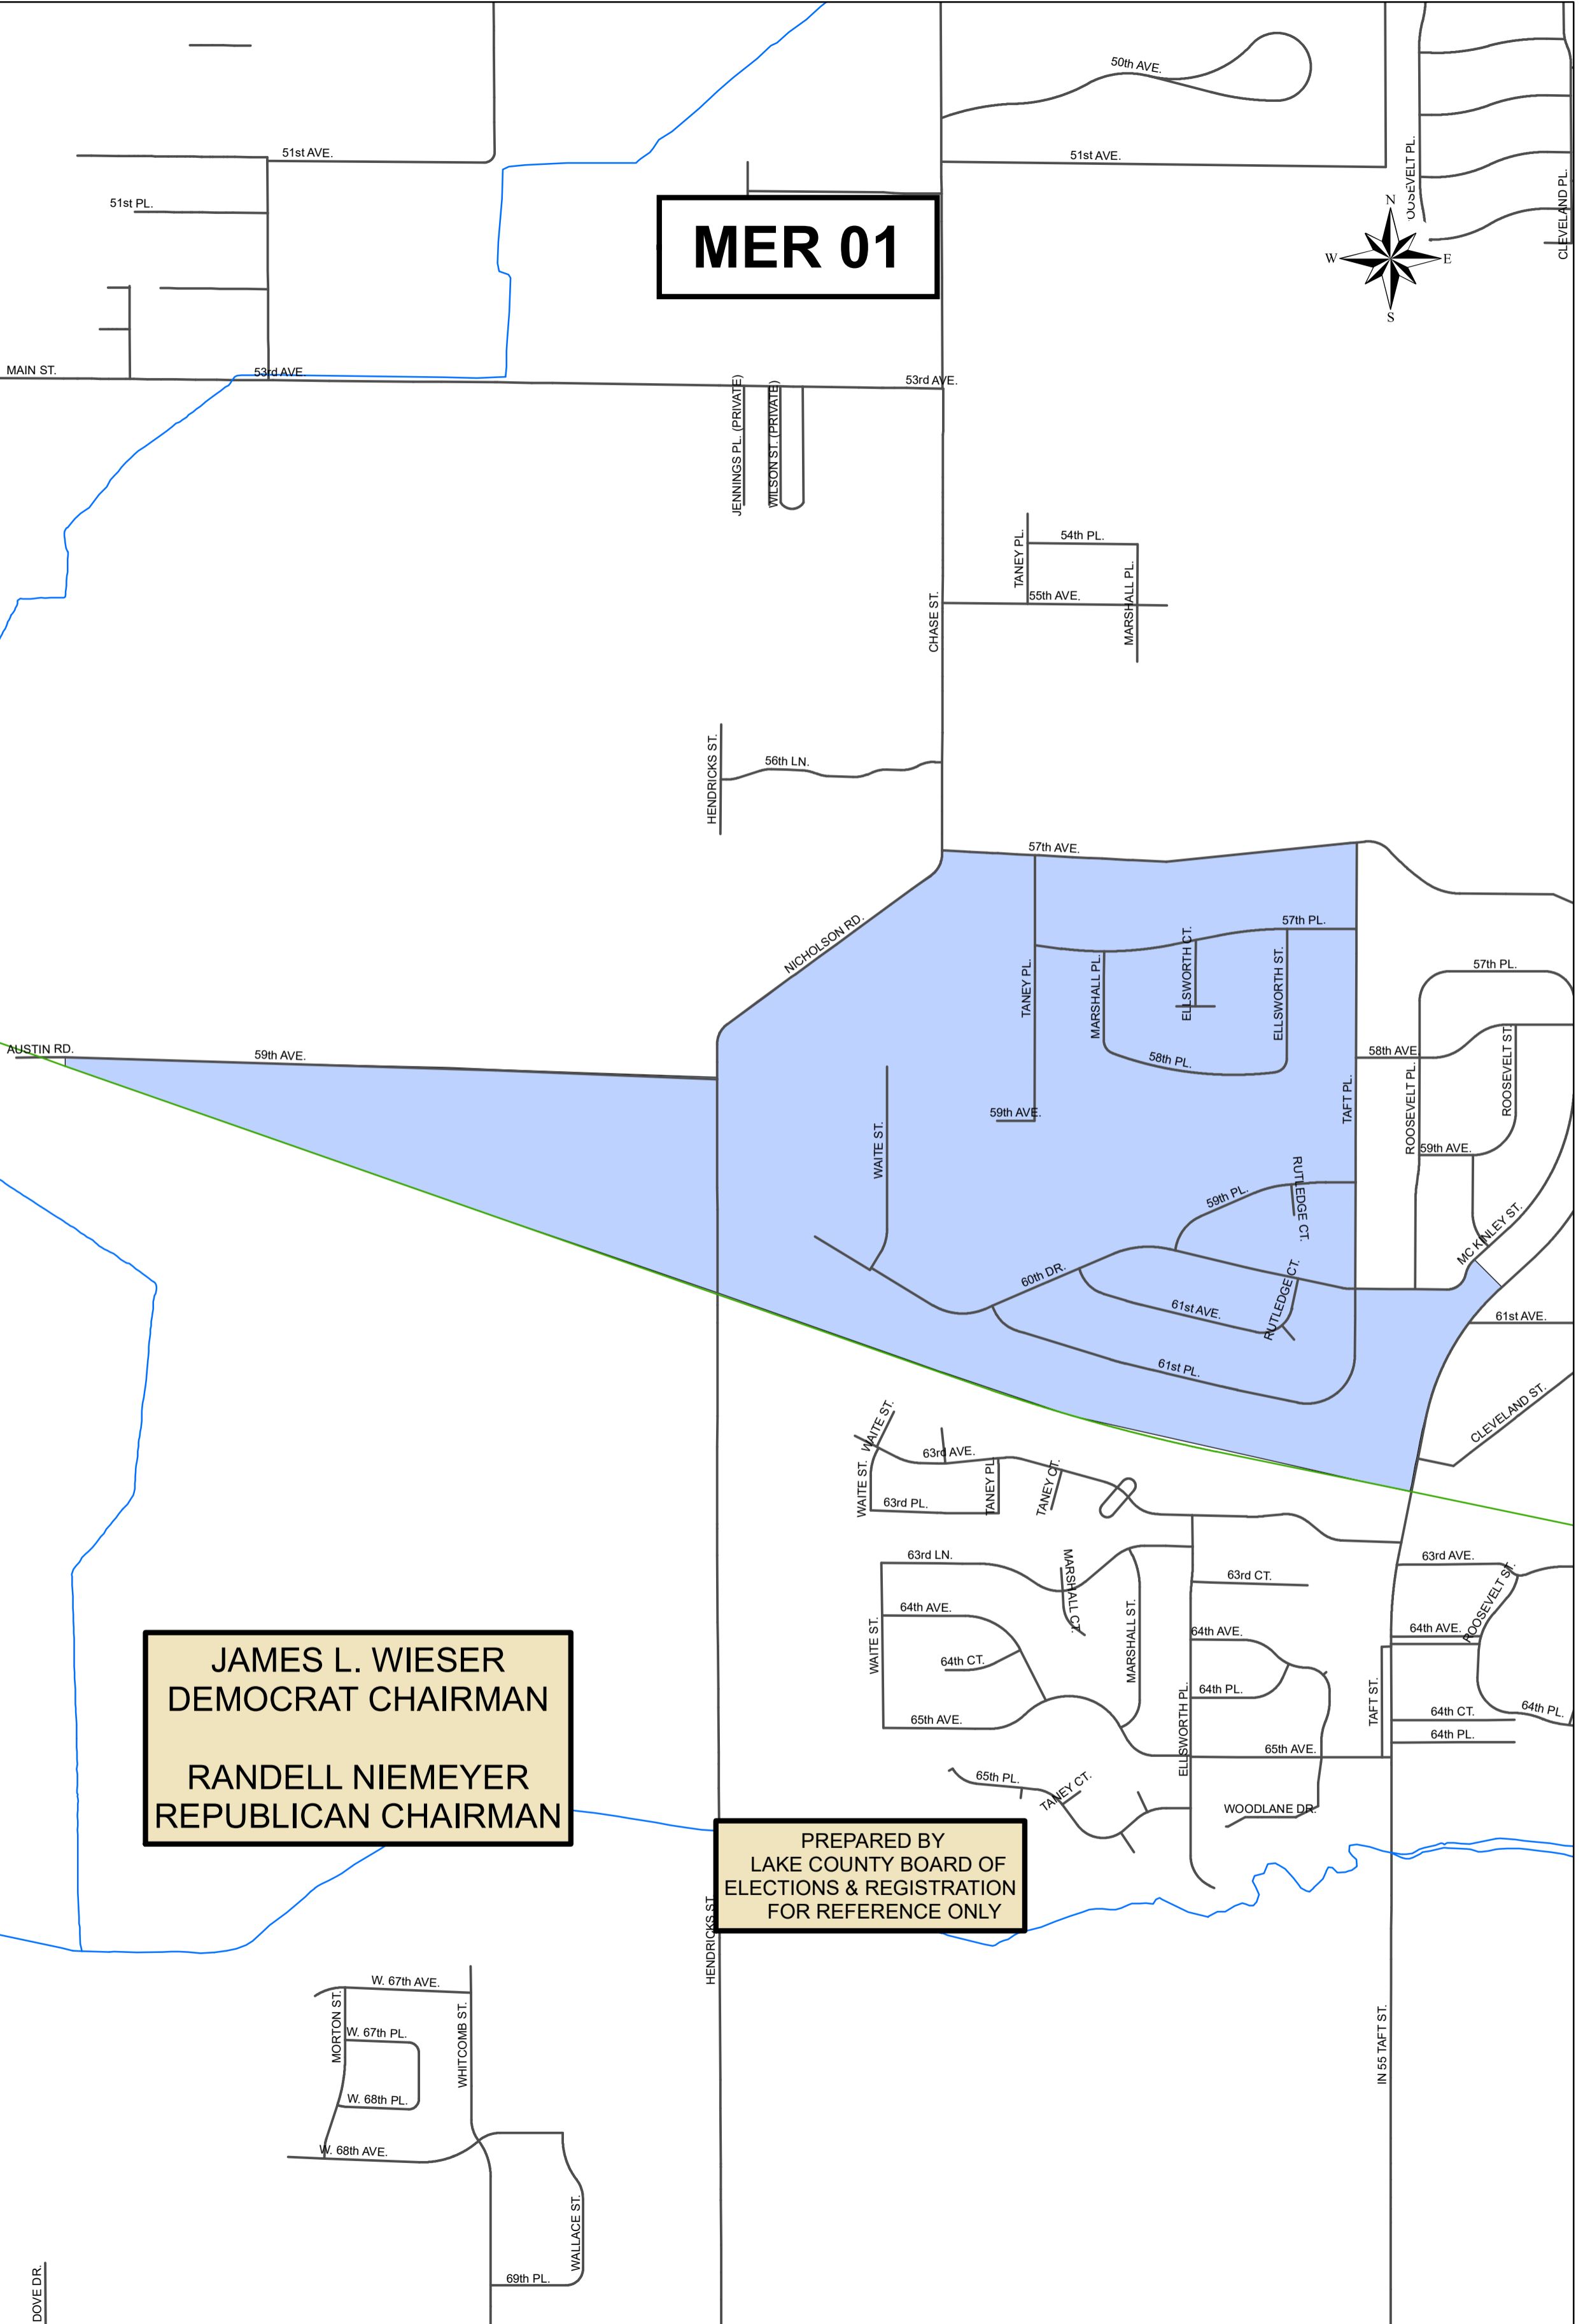 50th AVE.
51st AVE.
51st AVE.
51st PL.
OOSEVELT PL.
CLEVELAND PL.
MER 01
N
W
E
S
MAIN ST.
53rd AVE.
53rd AVE.
JENNINGS PL. (PRIVATE)
WILSON ST. (PRIVATE)
TANEY PL.
54th PL.
MARSHALL PL.
55th AVE.
CHASE ST.
HENDRICKS ST.
56th LN.
57th AVE.
NICHOLSON RD.
57th PL.
TANEY PL.
MARSHALL PL.
ELLSWORTH CT.
ELLSWORTH ST.
57th PL.
58th PL.
58th AVE
ROOSEVELT ST.
ROOSEVELT PL.
TAFT PL.
AUSTIN RD.
59th AVE.
59th AVE.
WAITE ST.
59th AVE.
RUTLEDGE CT.
59th PL.
MC KINLEY ST.
60th DR.
RUTLEDGE CT.
61st AVE.
61st AVE.
61st PL.
CLEVELAND ST.
WAITE ST.
63rd AVE.
WAITE ST.
63rd PL.
TANEY PL.
TANEY CT.
63rd LN.
MARSHALL CT.
63rd CT.
63rd AVE.
ROOSEVELT ST.
64th AVE.
WAITE ST.
64th CT.
MARSHALL ST.
64th AVE.
64th AVE.
64th PL.
ELLSWORTH PL.
TAFT ST.
64th PL.
64th CT.
64th PL.
65th AVE.
65th AVE.
65th PL.
TANEY CT.
WOODLANE DR.
JAMES L. WIESER
DEMOCRAT CHAIRMAN
RANDELL NIEMEYER
REPUBLICAN CHAIRMAN
PREPARED BY
LAKE COUNTY BOARD OF
ELECTIONS & REGISTRATION
FOR REFERENCE ONLY
HENDRICKS ST.
IN 55 TAFT ST.
W. 67th AVE.
MORTON ST.
W. 67th PL.
WHITCOMB ST.
W. 68th PL.
W. 68th AVE.
WALLACE ST.
69th PL.
DOVE DR.